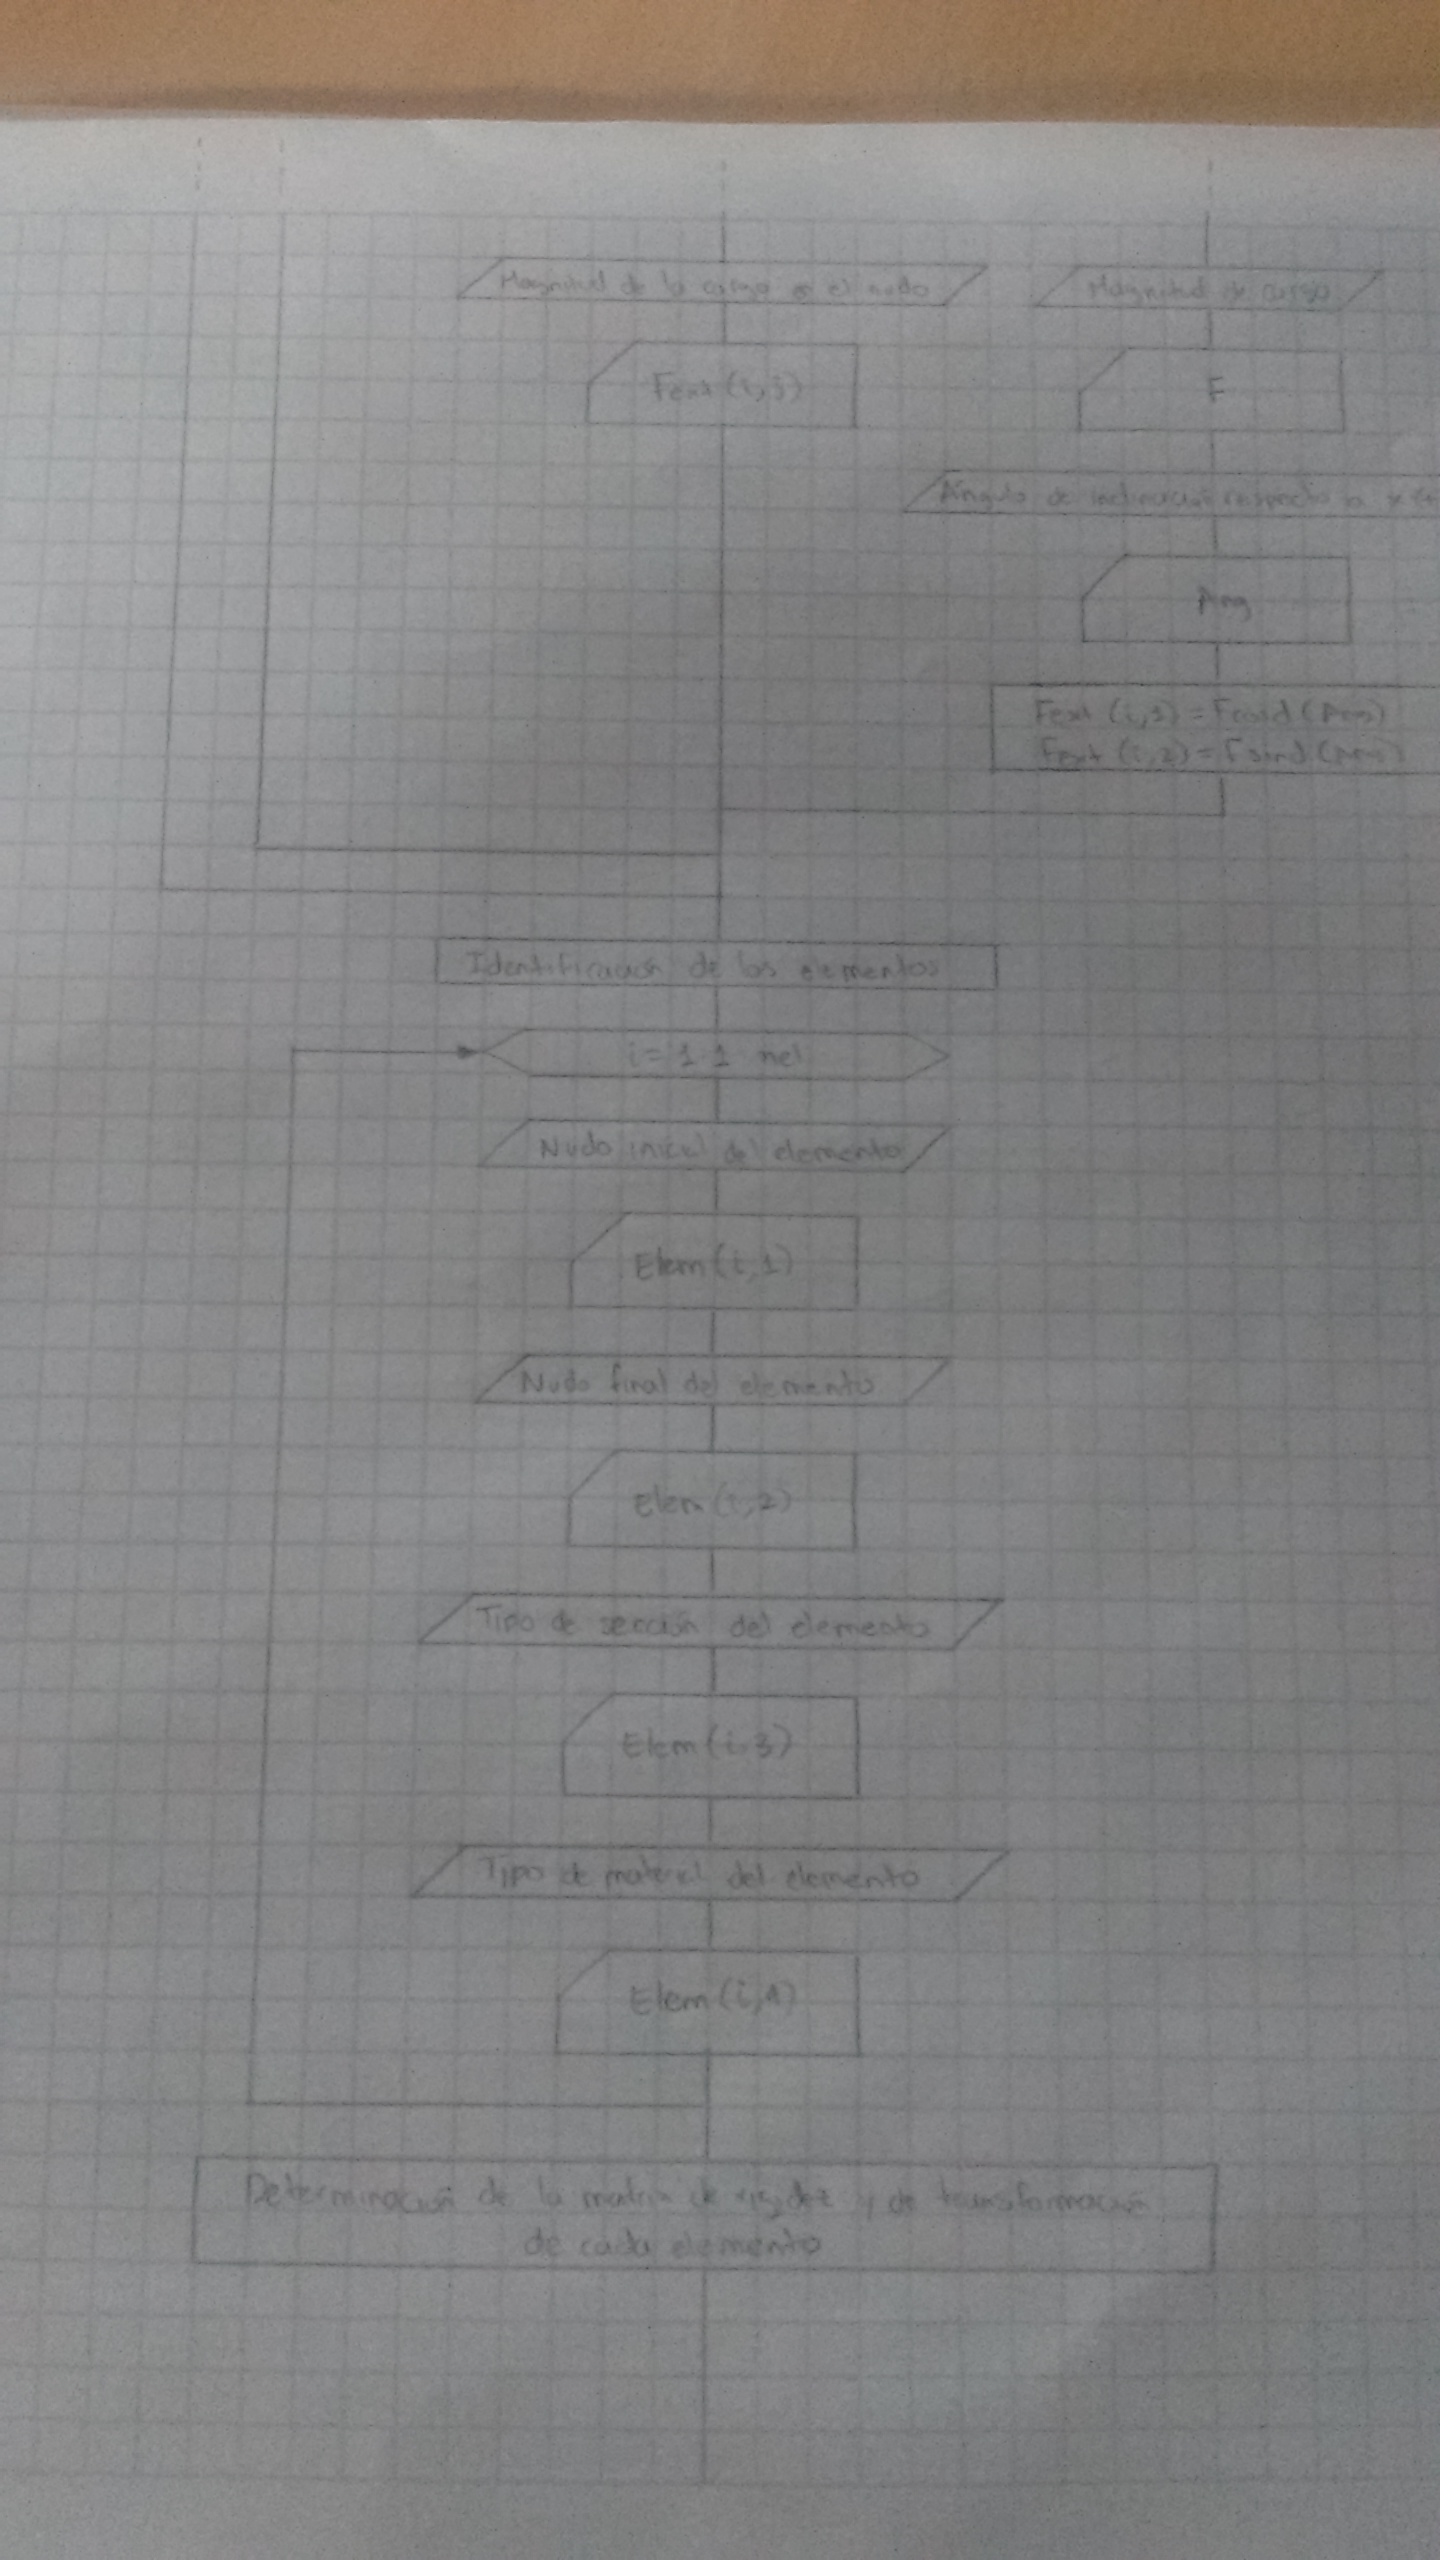 Magnitud de la carga en el nudo
Magnitud de carga
Fext (i,j)
F
Ángulo de inclinación respecto a x
Ang
Fext (i,1) = Fcosd (Ang)
Fext (i,2) = Fsind (Ang)
Identificación de los elementos
i = 1 1 nel
Nudo inicial del elemento
Elem (i,1)
Nudo final del elemento
Elem (i,2)
Tipo de sección del elemento
Elem (i,3)
Tipo de material del elemento
Elem (i,4)
Determinación de la matriz de rigidez y de transformación
de cada elemento